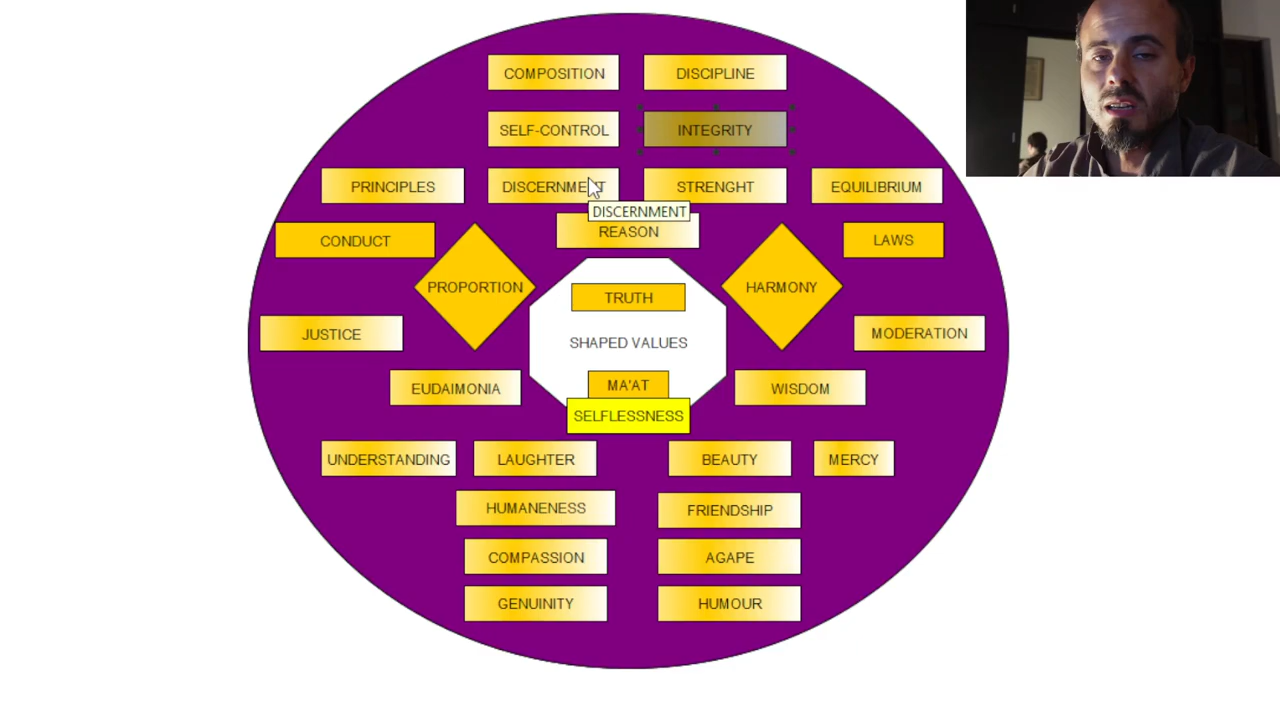 COMPOSITION
DISCIPLINE
SELF-CONTROL
INTEGRITY
PRINCIPLES
DISCERNMENT
STRENGHT
EQUILIBRIUM
DISCERNMENT
REASON
CONDUCT
LAWS
PROPORTION
HARMONY
TRUTH
JUSTICE
SHAPED VALUES
MODERATION
EUDAIMONIA
MA'AT
WISDOM
SELFLESSNESS
UNDERSTANDING
LAUGHTER
BEAUTY
MERCY
HUMANENESS
FRIENDSHIP
COMPASSION
AGAPE
GENUINITY
HUMOUR